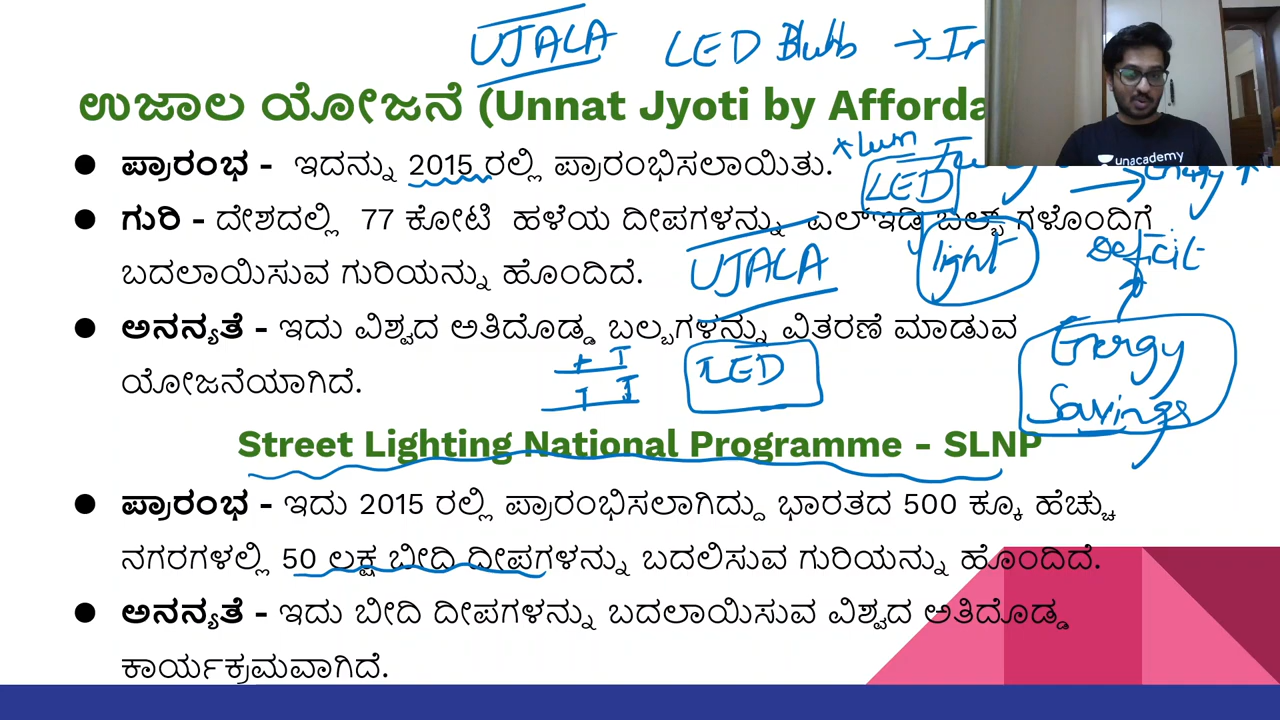 UJALA LED Blubb → In
ಉಜಾಲ ಯೋಜನೆ (Unnat Jyoti by Afforda
unacademy
● ಪ್ರಾರಂಭ - ಇದನ್ನು 2015 ರಲ್ಲಿ ಪ್ರಾರಂಭಿಸಲಾಯಿತು.
LED
● ಗುರಿ - ದೇಶದಲ್ಲಿ 77 ಕೋಟಿ ಹಳೆಯ ದೀಪಗಳನ್ನು ಎಲ್ಇಡಿ ಬಲ್ಬ್ ಗಳೊಂದಿಗೆ
UJALA light Deficit
ಬದಲಾಯಿಸುವ ಗುರಿಯನ್ನು ಹೊಂದಿದೆ.
● ಅನನ್ಯತೆ - ಇದು ವಿಶ್ವದ ಅತಿದೊಡ್ಡ ಬಲ್ಬಗಳನ್ನು ವಿತರಣೆ ಮಾಡುವ
LED Energy
ಯೋಜನೆಯಾಗಿದೆ.
Savings
Street Lighting National Programme - SLNP
● ಪ್ರಾರಂಭ - ಇದು 2015 ರಲ್ಲಿ ಪ್ರಾರಂಭಿಸಲಾಗಿದ್ದು ಭಾರತದ 500 ಕ್ಕೂ ಹೆಚ್ಚು
ನಗರಗಳಲ್ಲಿ 50 ಲಕ್ಷ ಬೀದಿ ದೀಪಗಳನ್ನು ಬದಲಿಸುವ ಗುರಿಯನ್ನು ಹೊಂದಿದೆ.
● ಅನನ್ಯತೆ - ಇದು ಬೀದಿ ದೀಪಗಳನ್ನು ಬದಲಾಯಿಸುವ ವಿಶ್ವದ ಅತಿದೊಡ್ಡ
ಕಾರ್ಯಕ್ರಮವಾಗಿದೆ.